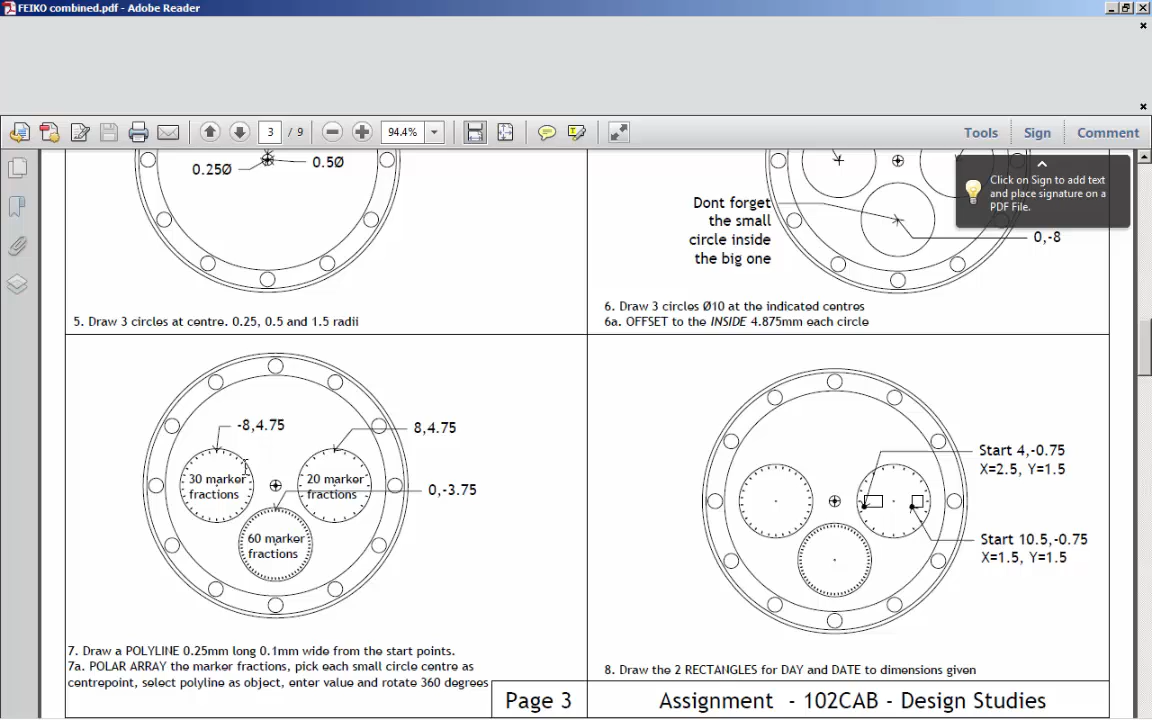 FEIKO combined.pdf - Adobe Reader
3 / 9
94.4%
Tools
Sign
Comment
Click on Sign to add text
and place signature on a
PDF File.
0.25Ø
0.5Ø
5. Draw 3 circles at centre. 0.25, 0.5 and 1.5 radii
Dont forget
the small
circle inside
the big one
0,-8
6. Draw 3 circles Ø10 at the indicated centres
6a. OFFSET to the INSIDE 4.875mm each circle
-8,4.75
8,4.75
30 marker
fractions
20 marker
fractions
0,-3.75
60 marker
fractions
7. Draw a POLYLINE 0.25mm long 0.1mm wide from the start points.
7a. POLAR ARRAY the marker fractions, pick each small circle centre as
centrepoint, select polyline as object, enter value and rotate 360 degrees
Start 4,-0.75
X=2.5, Y=1.5
Start 10.5,-0.75
X=1.5, Y=1.5
8. Draw the 2 RECTANGLES for DAY and DATE to dimensions given
Page 3
Assignment - 102CAB - Design Studies